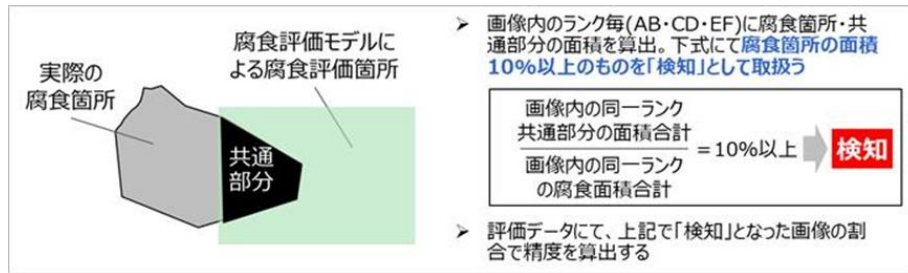 実際の
腐食箇所
腐食評価モデルに
よる腐食評価箇所
共通
部分
➢ 画像内のランク毎(AB・CD・EF)に腐食箇所・共
通部分の面積を算出。下式にて腐食箇所の面積
10%以上のものを「検知」として取扱う
画像内の同一ランク
共通部分の面積合計
画像内の同一ランク
の腐食面積合計
=10%以上
検知
➢ 評価データにて、上記で「検知」となった画像の割
合で精度を算出する